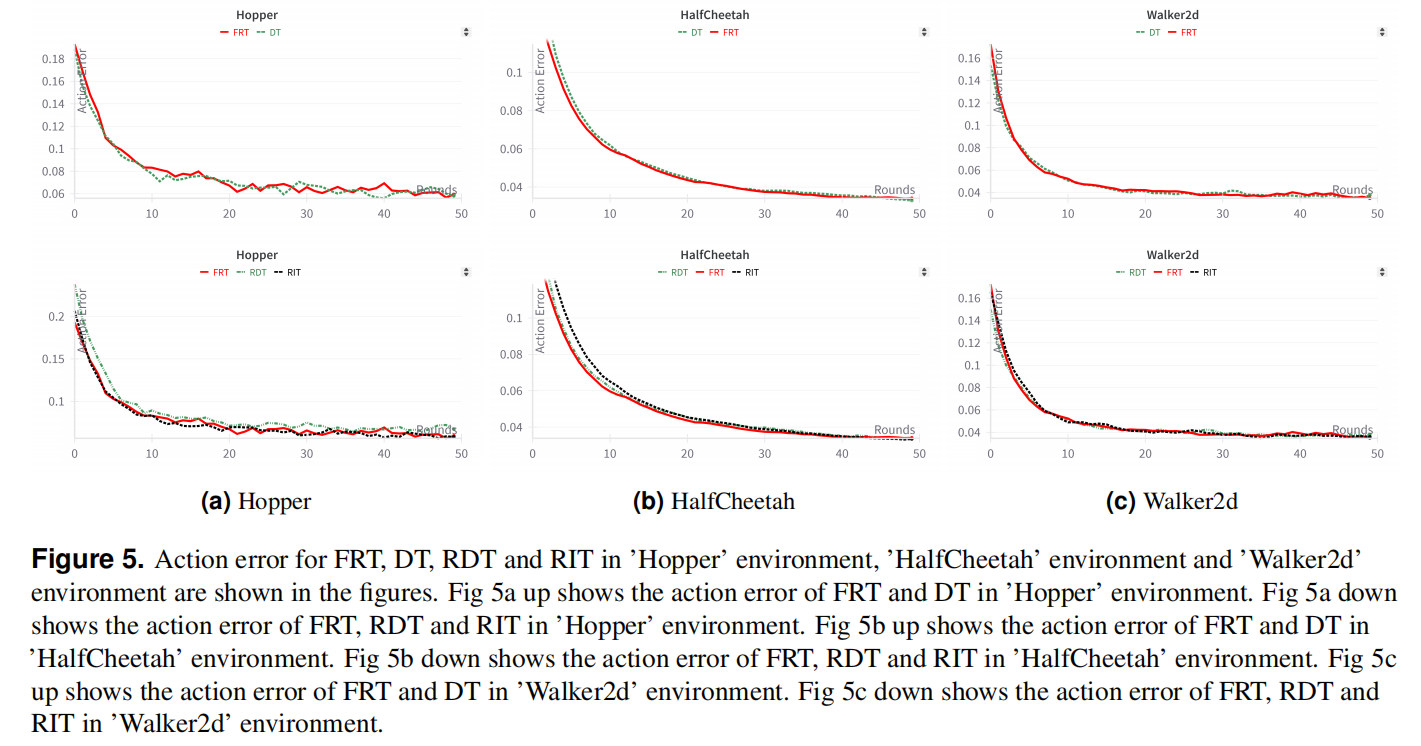 Hopper
FRT DT
Action Error
0.18
0.16
0.14
0.12
0.1
0.08
0.06
Rounds
0 10 20 30 40 50
HalfCheetah
DT FRT
Action Error
0.1
0.08
0.06
0.04
Rounds
0 10 20 30 40 50
Walker2d
DT FRT
Action Error
0.16
0.14
0.12
0.1
0.08
0.06
0.04
Rounds
0 10 20 30 40 50
Hopper
FRT RDT RIT
Action Error
0.2
0.15
0.1
Rounds
0 10 20 30 40 50
HalfCheetah
RDT FRT RIT
Action Error
0.1
0.08
0.06
0.04
Rounds
0 10 20 30 40 50
Walker2d
RDT FRT RIT
Action Error
0.16
0.14
0.12
0.1
0.08
0.06
0.04
Rounds
0 10 20 30 40 50
(a) Hopper
(b) HalfCheetah
(c) Walker2d
Figure 5. Action error for FRT, DT, RDT and RIT in ’Hopper’ environment, ’HalfCheetah’ environment and ’Walker2d’
environment are shown in the figures. Fig 5a up shows the action error of FRT and DT in ’Hopper’ environment. Fig 5a down
shows the action error of FRT, RDT and RIT in ’Hopper’ environment. Fig 5b up shows the action error of FRT and DT in
’HalfCheetah’ environment. Fig 5b down shows the action error of FRT, RDT and RIT in ’HalfCheetah’ environment. Fig 5c
up shows the action error of FRT and DT in ’Walker2d’ environment. Fig 5c down shows the action error of FRT, RDT and
RIT in ’Walker2d’ environment.